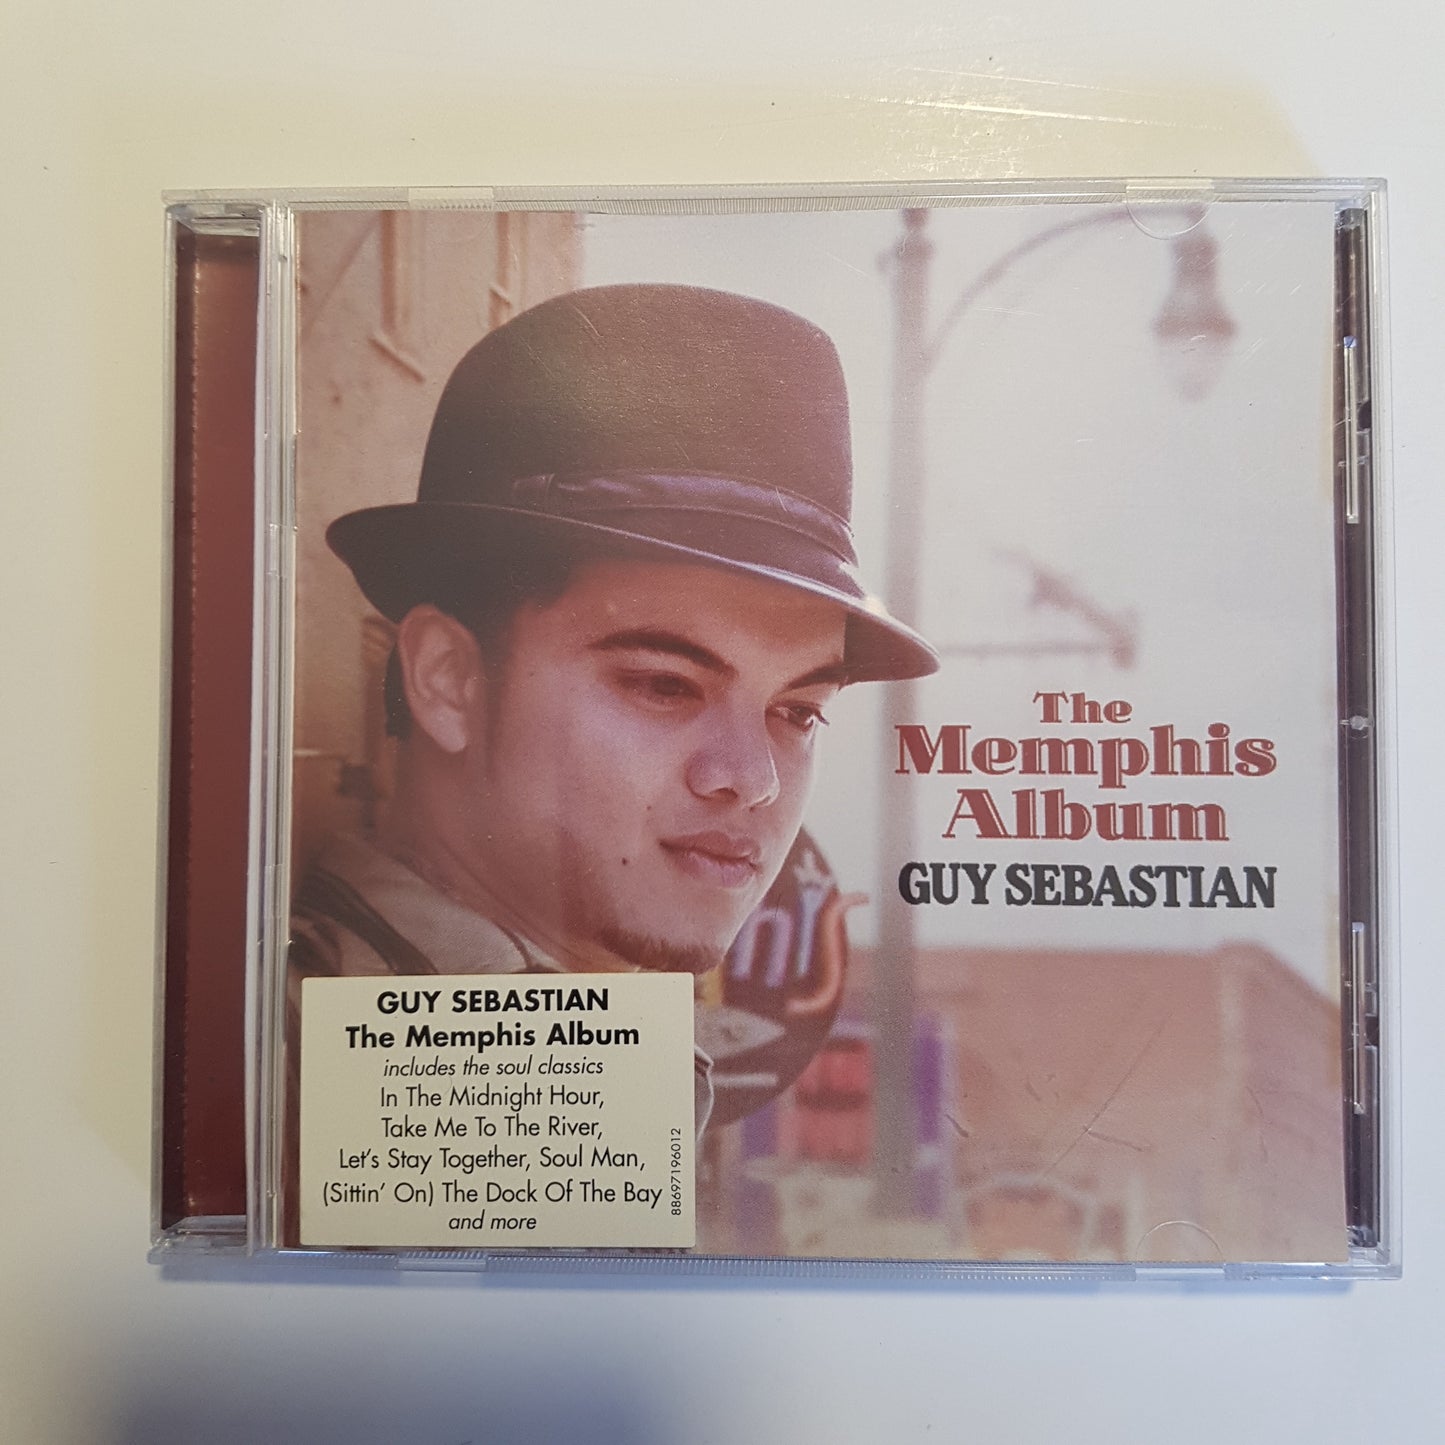 The
Memphis
Album
GUY SEBASTIAN
GUY SEBASTIAN
The Memphis Album
includes the soul classics
In The Midnight Hour,
Take Me To The River,
Let's Stay Together, Soul Man,
(Sittin' On) The Dock Of The Bay
and more
88697196012